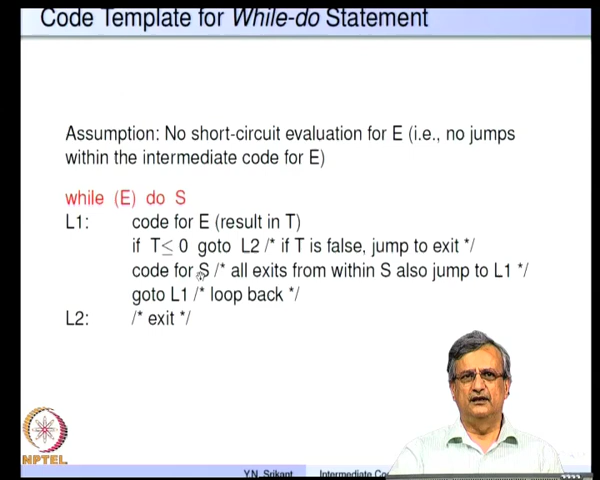 Code Template for While-do Statement
Assumption: No short-circuit evaluation for E (i.e., no jumps
within the intermediate code for E)
while (E) do S
L1: code for E (result in T)
if T≤ 0 goto L2 /* if T is false, jump to exit */
code for S /* all exits from within S also jump to L1 */
goto L1 /* loop back */
L2: /* exit */
NPTEL
Y.N. Srikant Intermediate